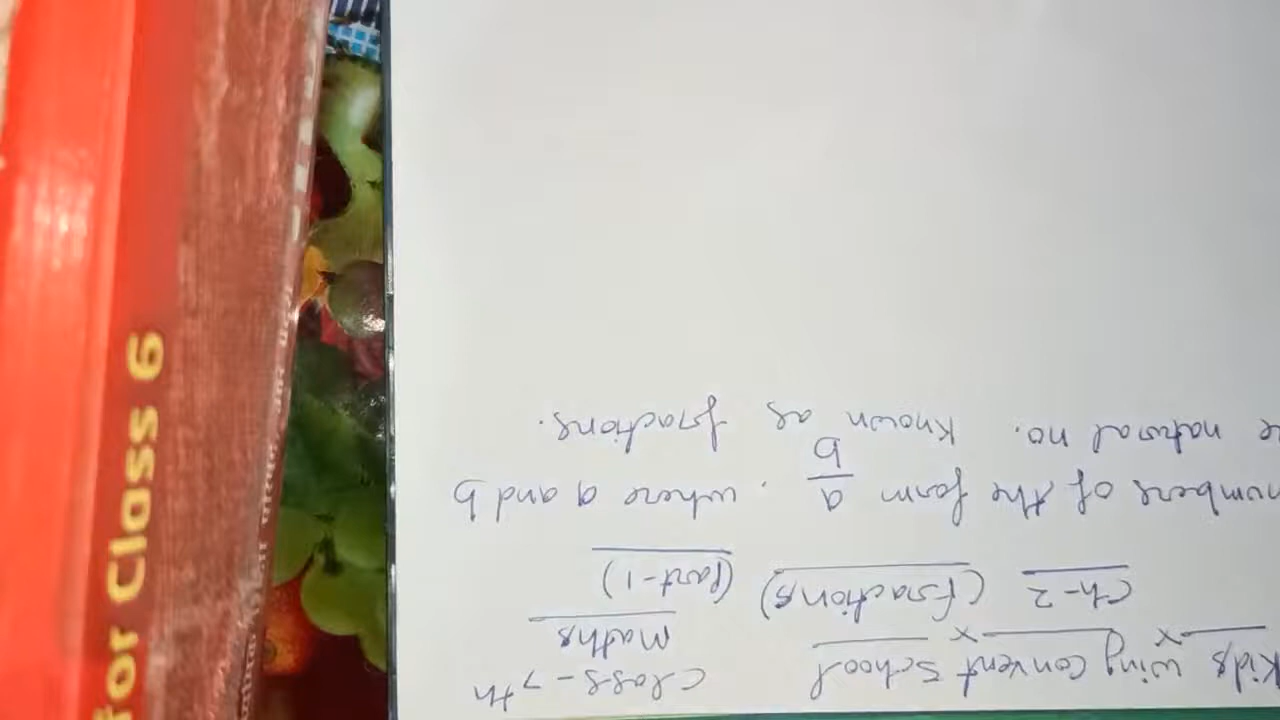 Kids Wing Convent School Class - 7th
Maths
Ch-2 (Fractions) (Part-1)
numbers of the form a/b . where a and b
natural no. Known as fractions.
for Class 6